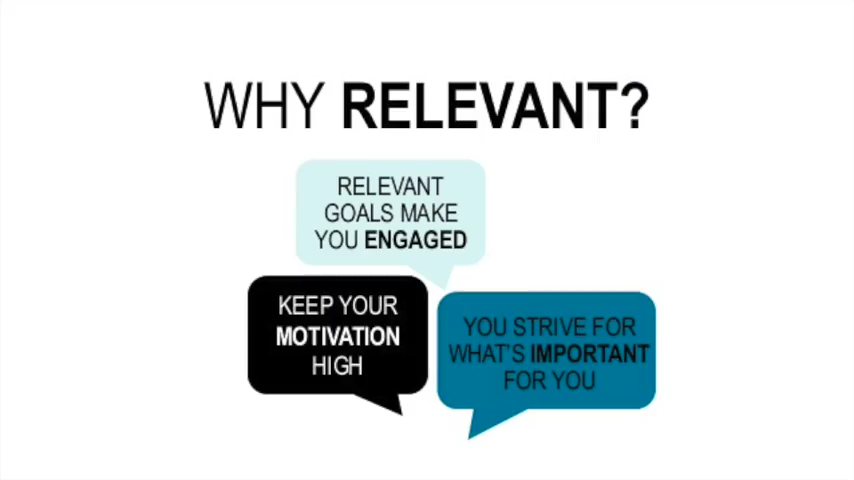 WHY RELEVANT?
RELEVANT
GOALS MAKE
YOU ENGAGED
KEEP YOUR
MOTIVATION
HIGH
YOU STRIVE FOR
WHAT'S IMPORTANT
FOR YOU